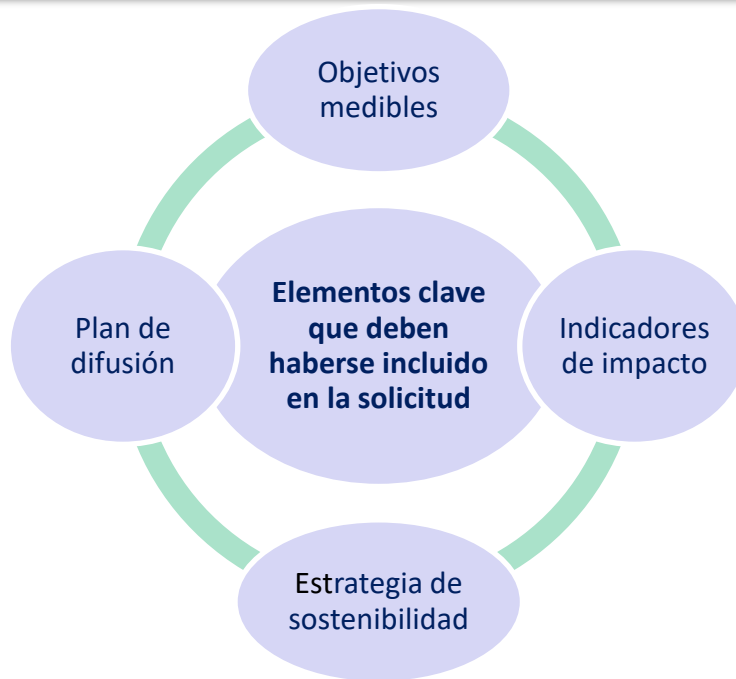 Objetivos
medibles
Elementos clave
que deben
haberse incluido
en la solicitud
Plan de
difusión
Indicadores
de impacto
Estrategia de
sostenibilidad